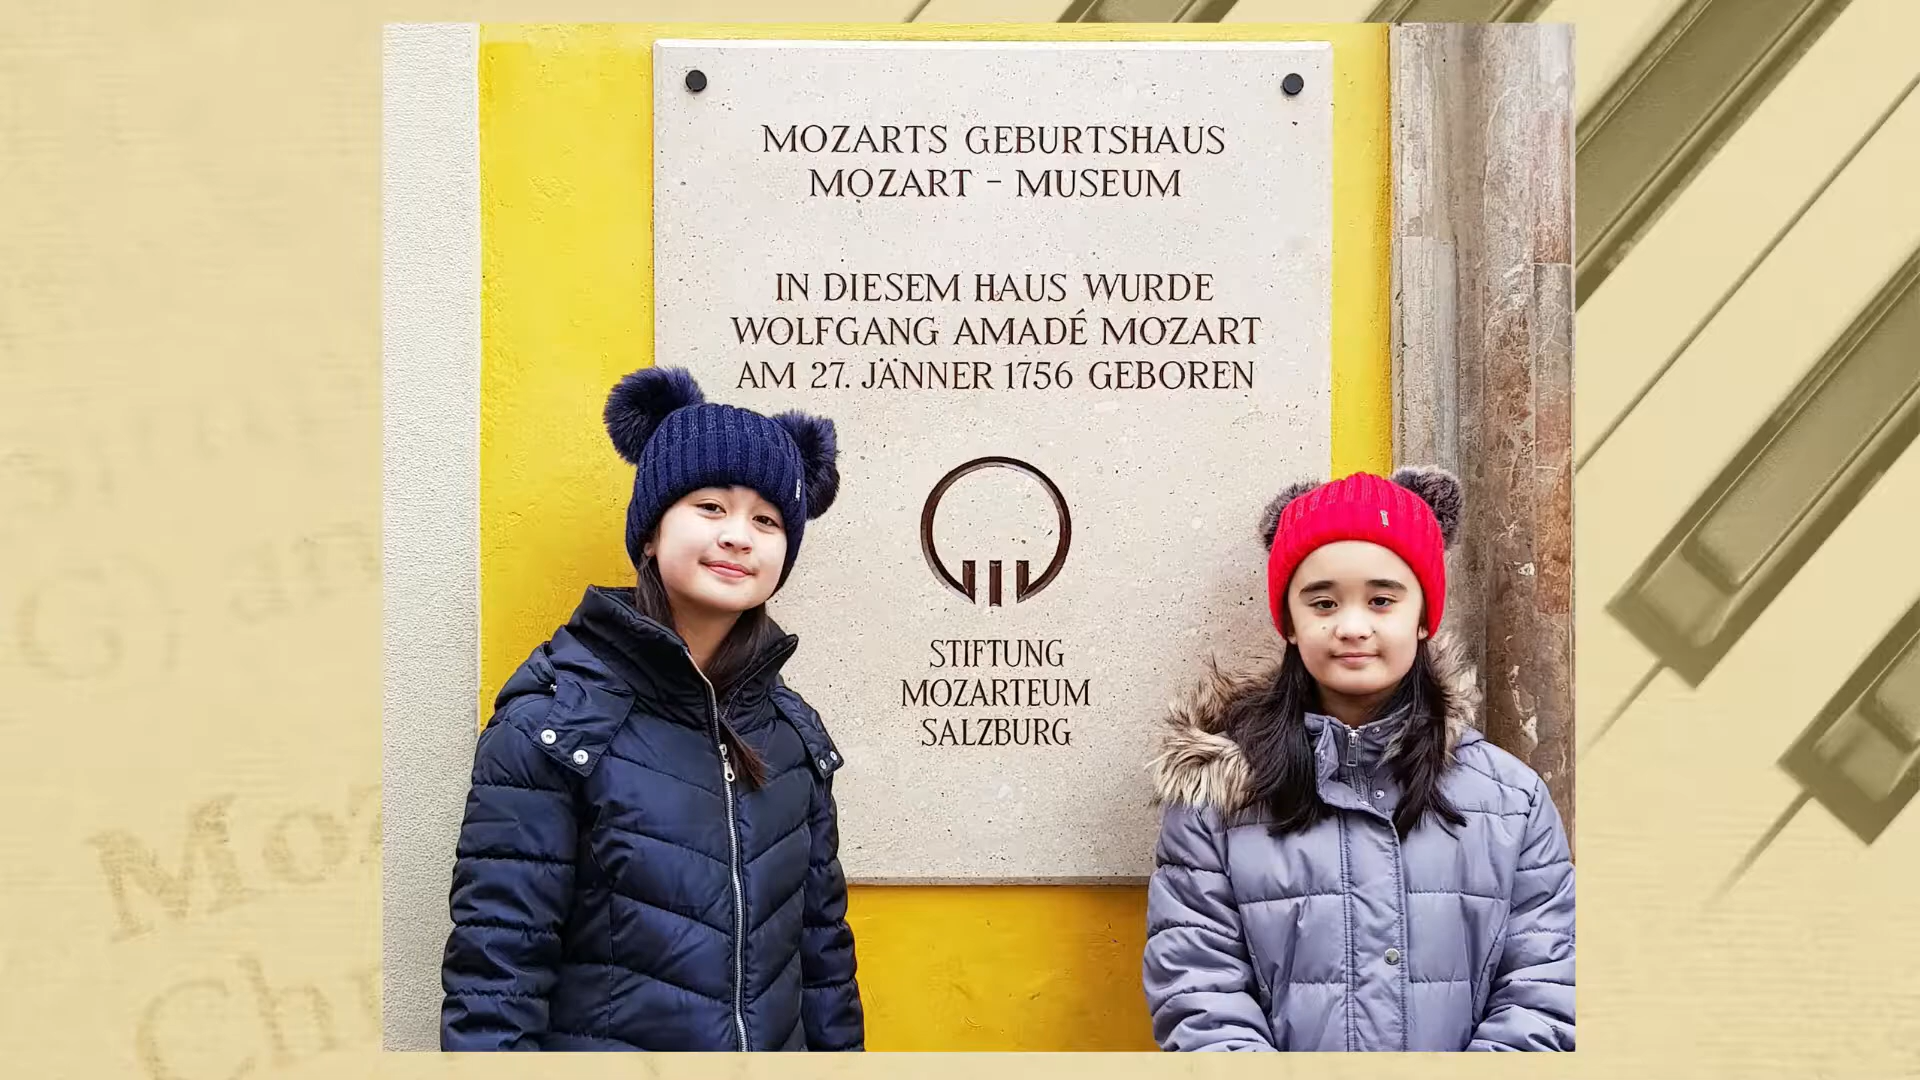 MOZARTS GEBURTSHAUS
MOZART - MUSEUM
IN DIESEM HAUS WURDE
WOLFGANG AMADÉ MOZART
AM 27. JÄNNER 1756 GEBOREN
STIFTUNG
MOZARTEUM
SALZBURG